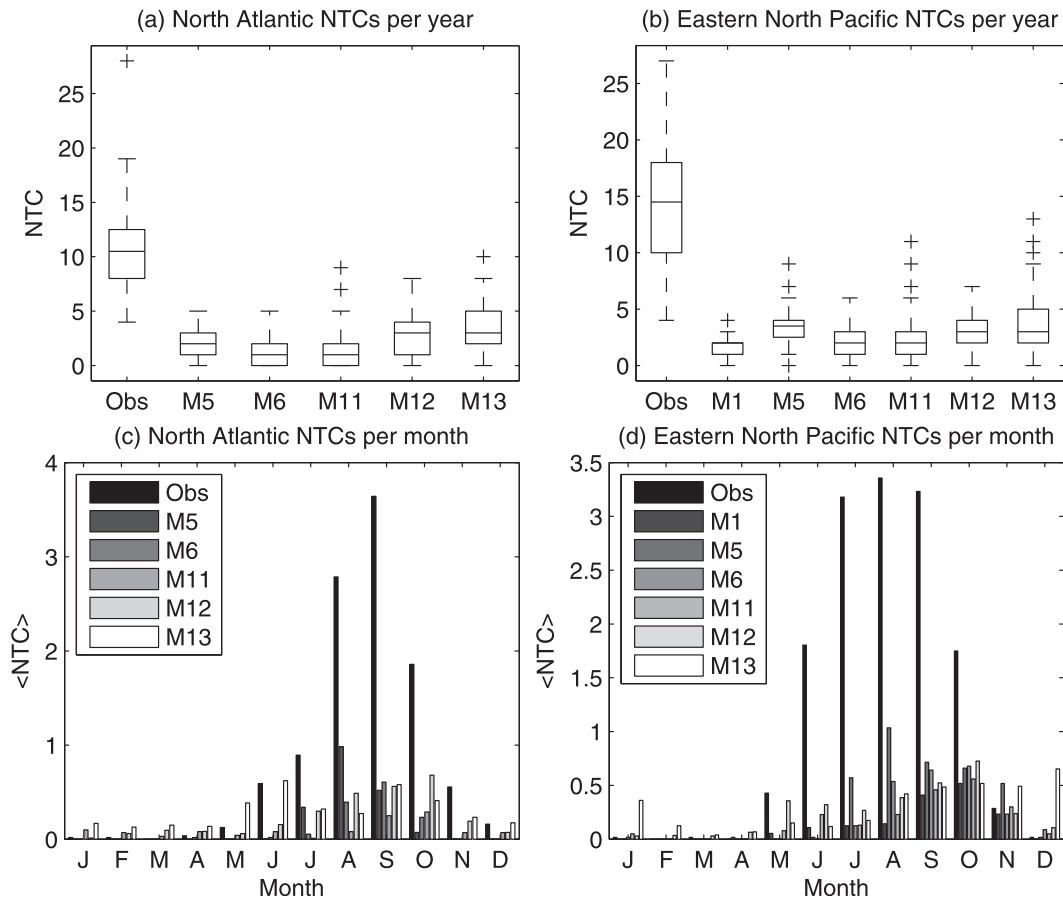 (a) North Atlantic NTCs per year
NTC
25
20
15
10
5
0
Obs M5 M6 M11 M12 M13
(b) Eastern North Pacific NTCs per year
NTC
25
20
15
10
5
0
Obs M1 M5 M6 M11 M12 M13
(c) North Atlantic NTCs per month
<NTC>
4
3
2
1
0
Obs
M5
M6
M11
M12
M13
J F M A M J J A S O N D
Month
(d) Eastern North Pacific NTCs per month
<NTC>
3.5
3
2.5
2
1.5
1
0.5
0
Obs
M1
M5
M6
M11
M12
M13
J F M A M J J A S O N D
Month